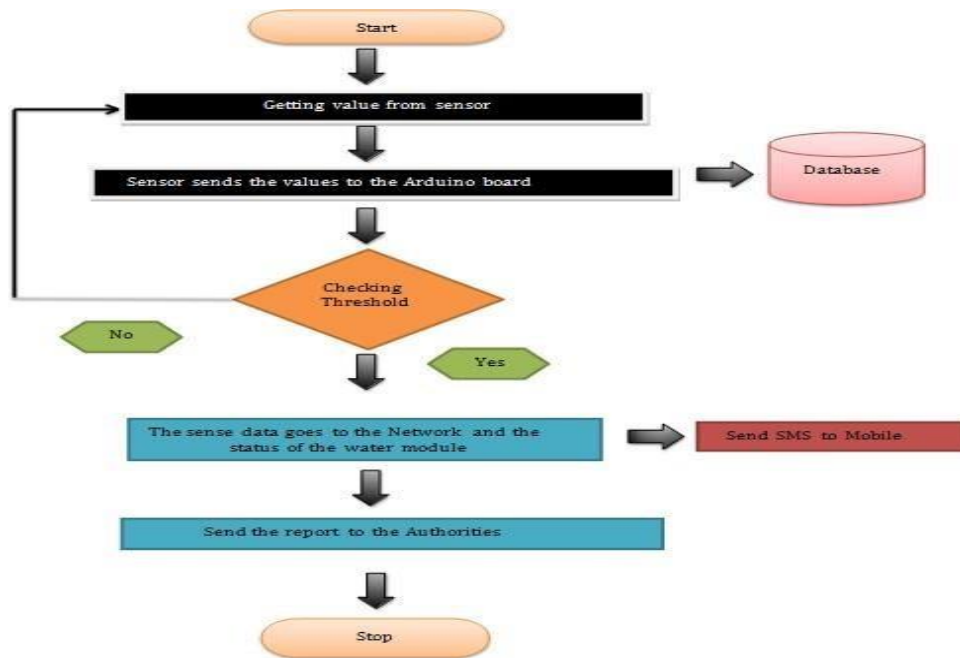 Start
Getting value from sensor
Sensor sends the values to the Arduino board
Database
Checking
Threshold
No
Yes
The sense data goes to the Network and the
status of the water module
Send SMS to Mobile
Send the report to the Authorities
Stop